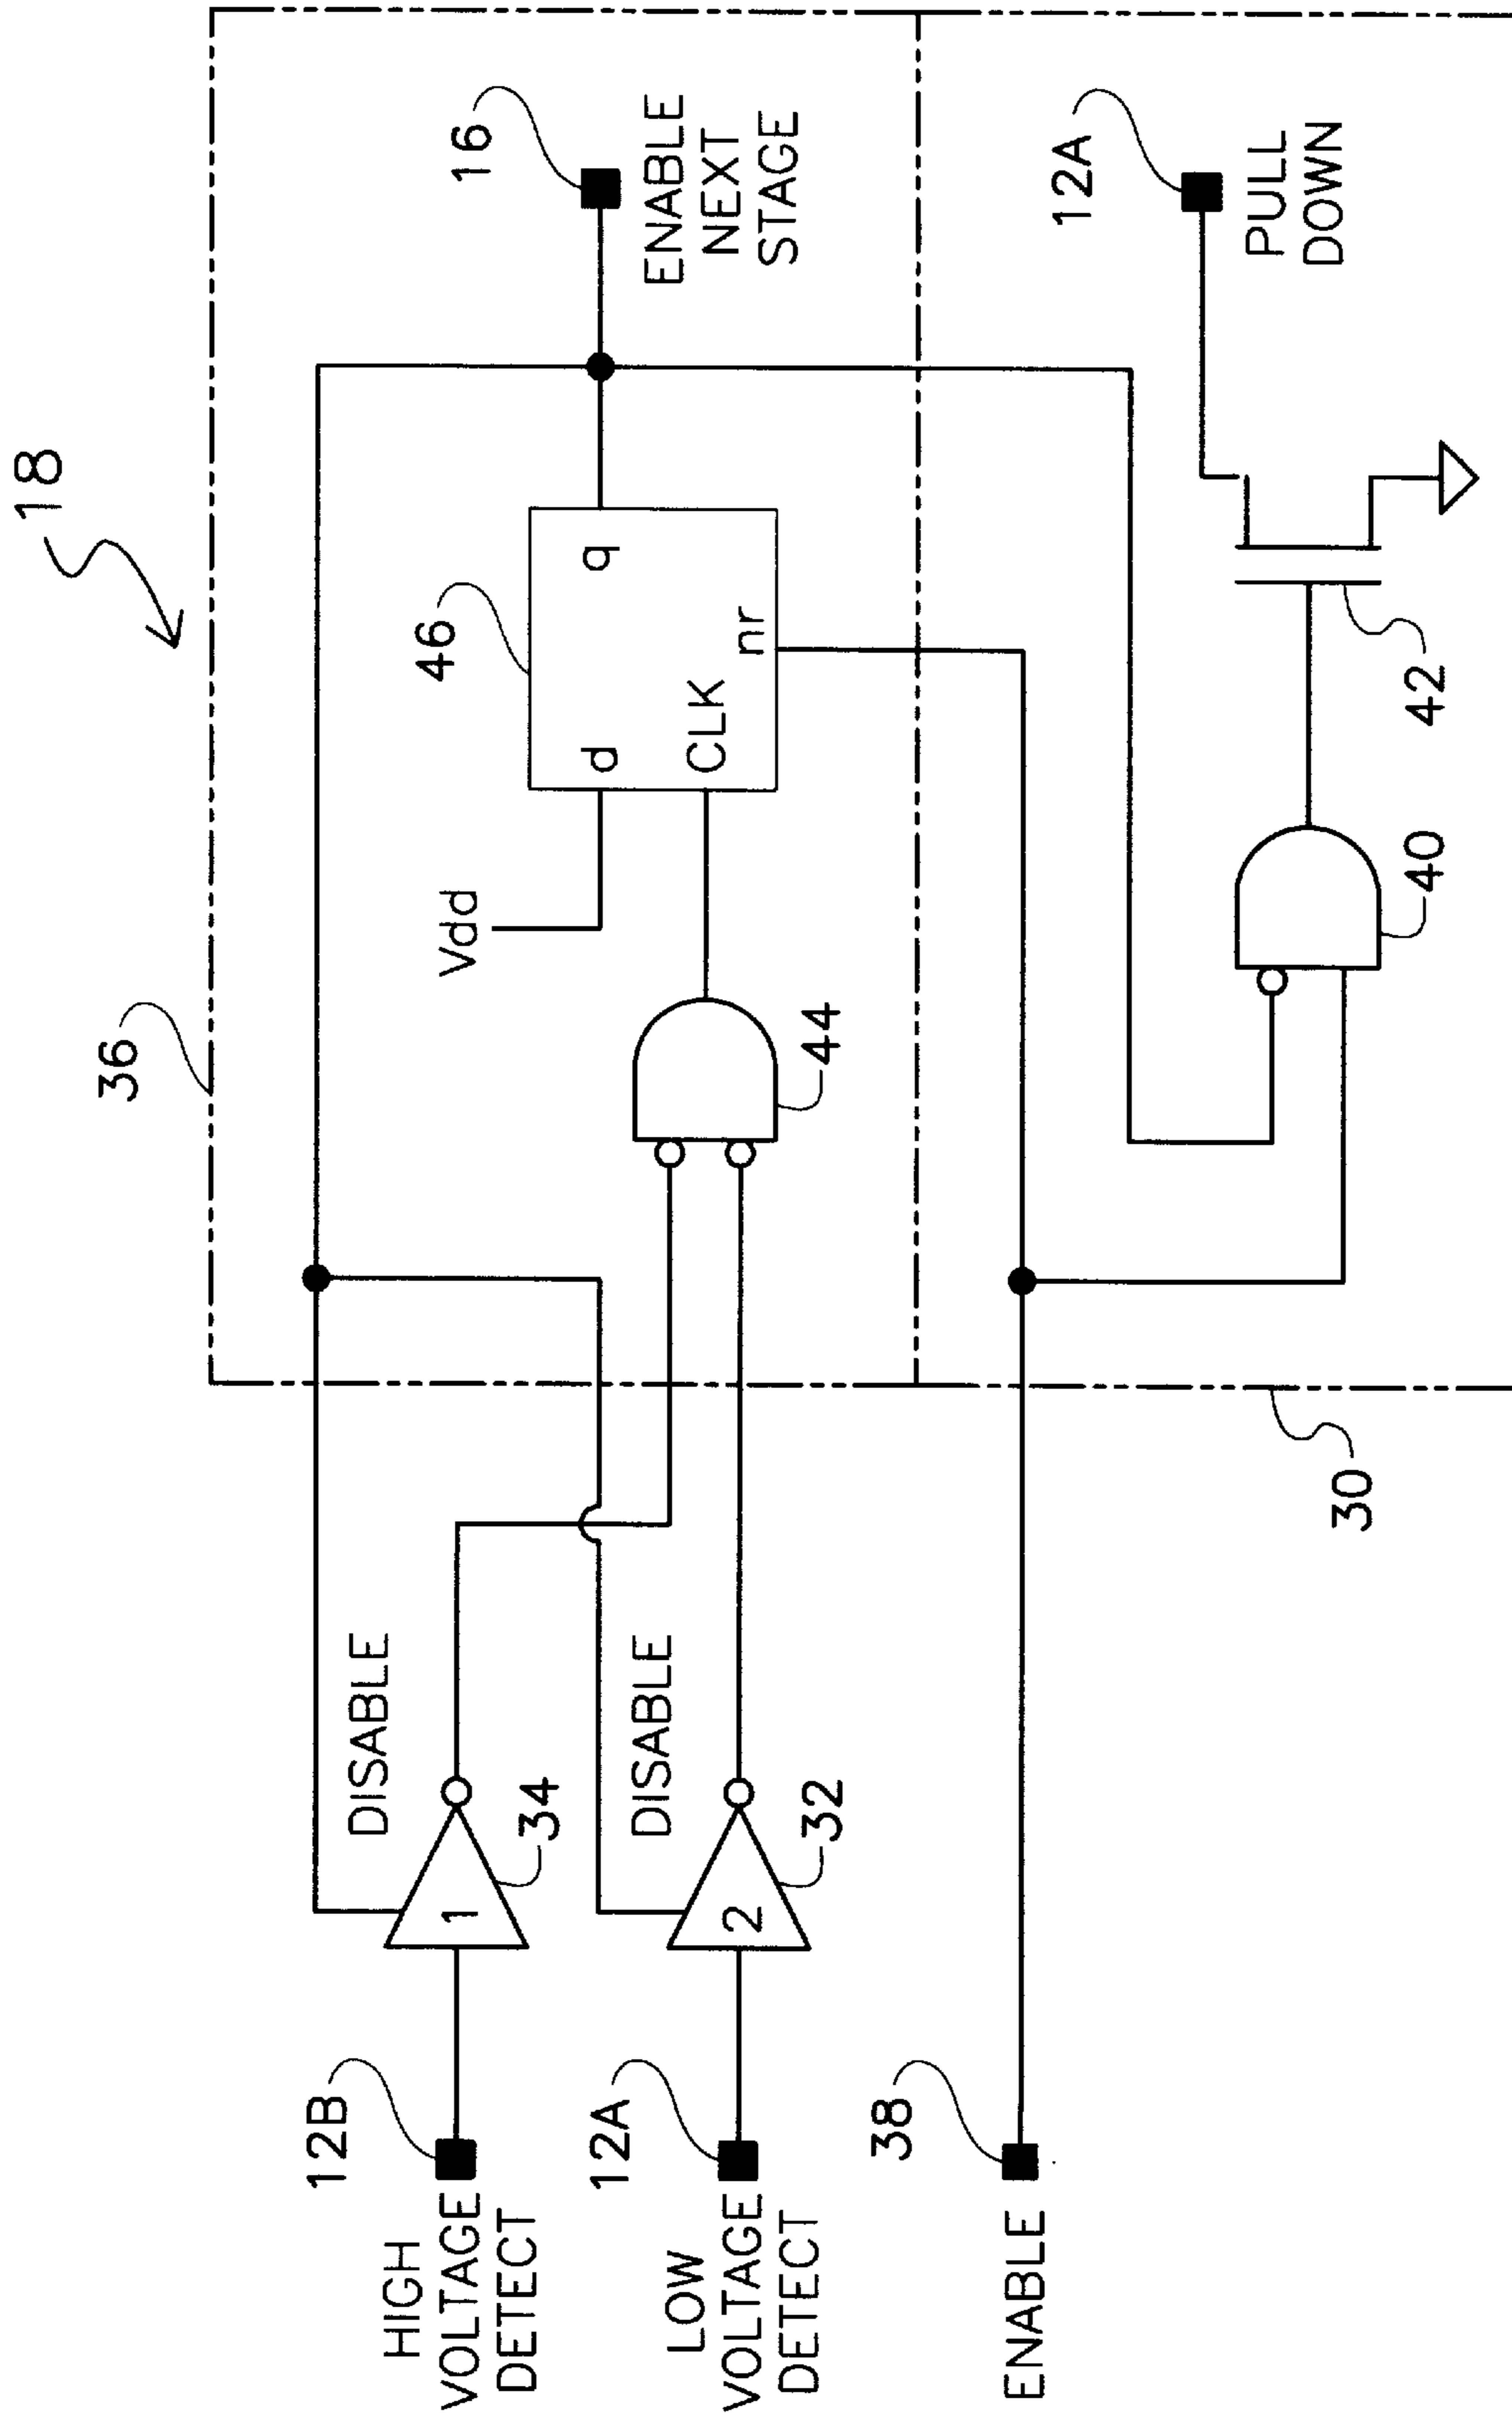 18
36
16
ENABLE
NEXT
STAGE
46
Vdd
d
q
CLK
nr
44
DISABLE
1
34
12B
HIGH
VOLTAGE
DETECT
DISABLE
2
32
12A
LOW
VOLTAGE
DETECT
38
ENABLE
12A
PULL
DOWN
42
40
30